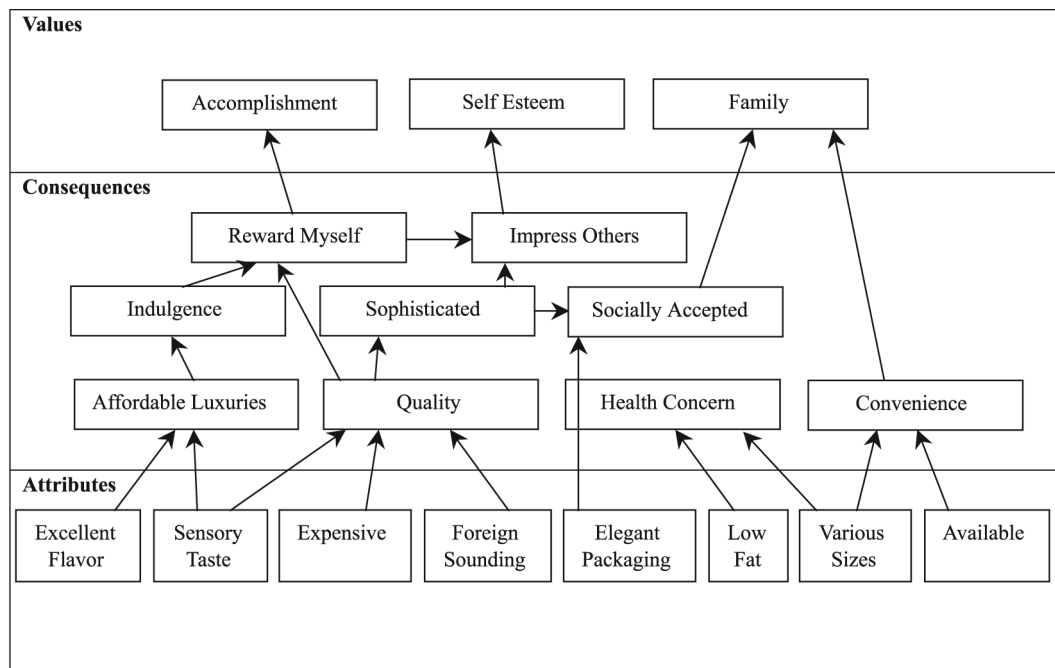 Values
Accomplishment
Self Esteem
Family
Consequences
Reward Myself
Impress Others
Indulgence
Sophisticated
Socially Accepted
Affordable Luxuries
Quality
Health Concern
Convenience
Attributes
Excellent
Flavor
Sensory
Taste
Expensive
Foreign
Sounding
Elegant
Packaging
Low
Fat
Various
Sizes
Available